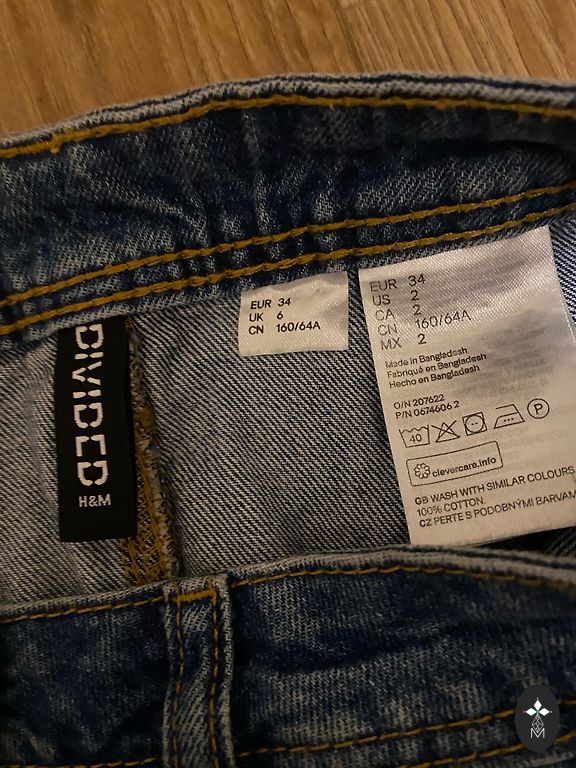 DIVIDED
H&M
EUR 34
UK 6
CN 160/64A
EUR 34
US 2
CA 2
CN 160/64A
MX 2
Made in Bangladesh
Fabriqué en Bangladesh
Hecho en Bangladesh
O/N 207622
P/N 0674606 2
40 P
clevercare.info
GB WASH WITH SIMILAR COLOURS
100% COTTON.
CZ PERTE S PODOBNÝMI BARVAM
M